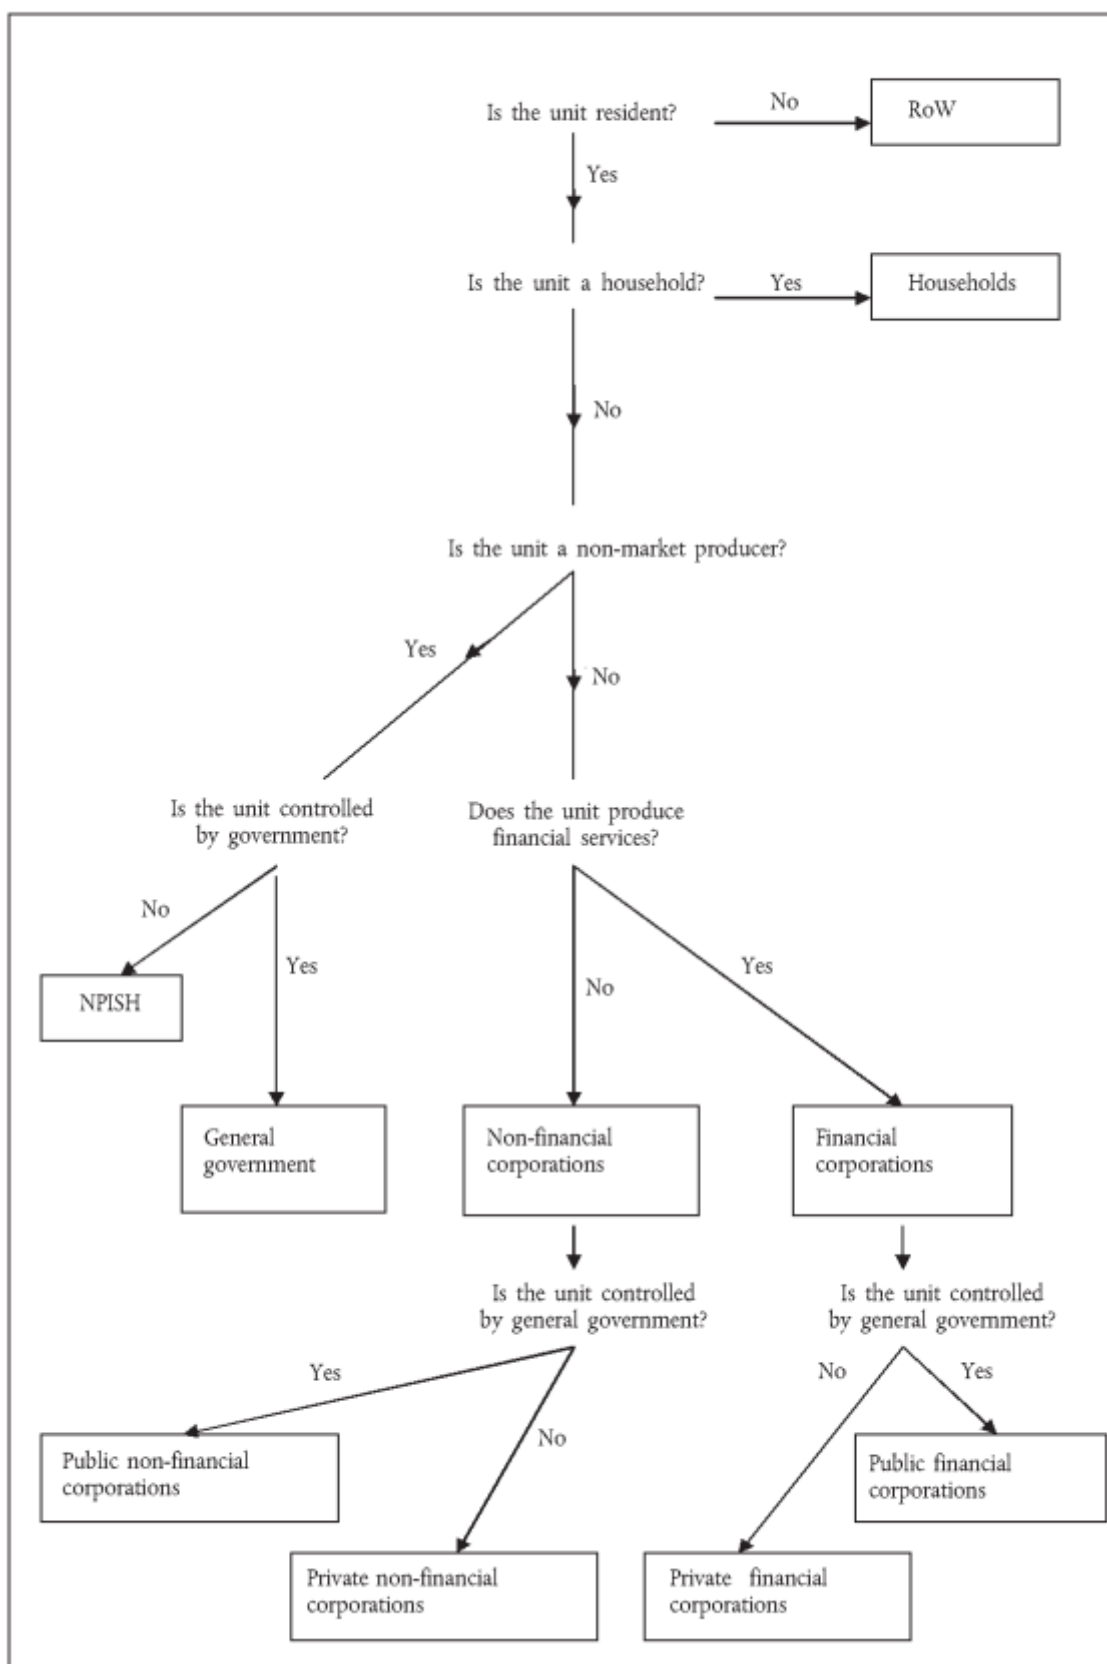 Is the unit resident?
No
RoW
Yes
Is the unit a household?
Yes
Households
No
Is the unit a non-market producer?
Yes
No
Is the unit controlled
by government?
Does the unit produce
financial services?
No
Yes
No
Yes
NPISH
General
government
Non-financial
corporations
Financial
corporations
Is the unit controlled
by general government?
Is the unit controlled
by general government?
Yes
No
No
Yes
Public non-financial
corporations
Public financial
corporations
Private non-financial
corporations
Private financial
corporations